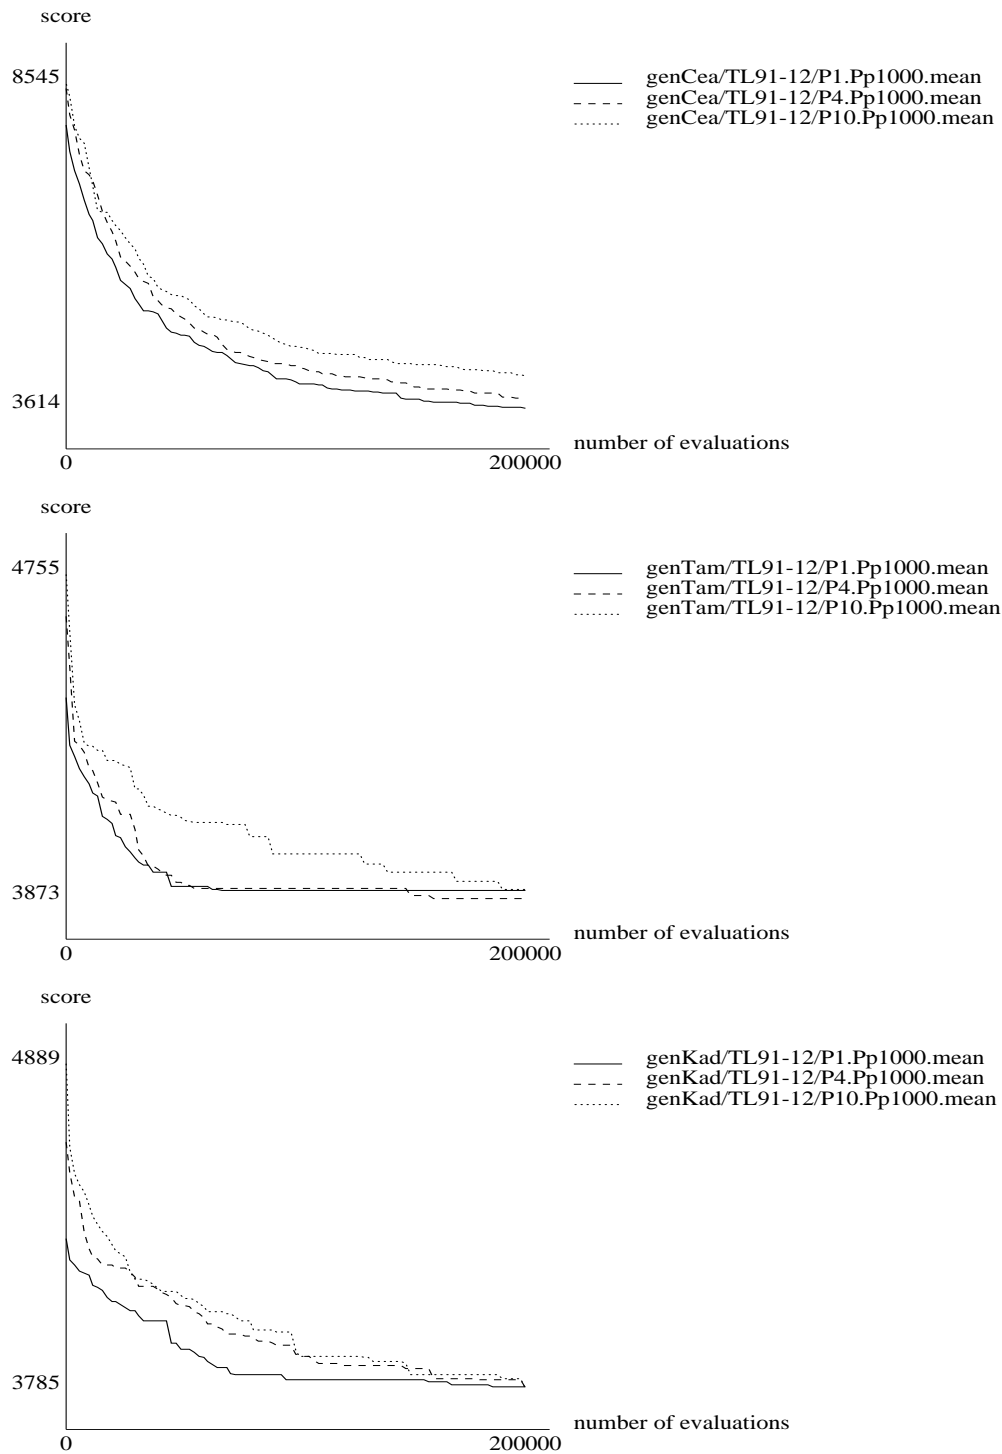 score
8545
genCea/TL91-12/P1.Pp1000.mean
genCea/TL91-12/P4.Pp1000.mean
genCea/TL91-12/P10.Pp1000.mean
3614
number of evaluations
0 200000
score
4755
genTam/TL91-12/P1.Pp1000.mean
genTam/TL91-12/P4.Pp1000.mean
genTam/TL91-12/P10.Pp1000.mean
3873
number of evaluations
0 200000
score
4889
genKad/TL91-12/P1.Pp1000.mean
genKad/TL91-12/P4.Pp1000.mean
genKad/TL91-12/P10.Pp1000.mean
3785
number of evaluations
0 200000